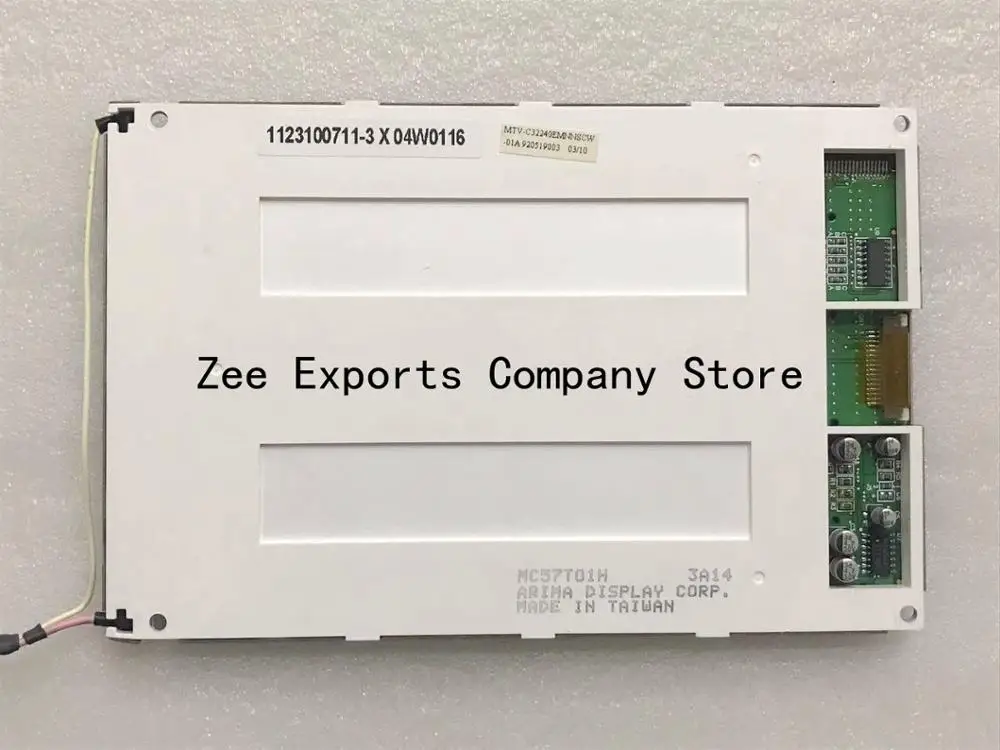 1123100711-3 X 04W0116
MTV-C32240EMNNSCW
-01A 920519003 03/10
Zee Exports Company Store
MC57T01H 3A14
ARIMA DISPLAY CORP.
MADE IN TAIWAN